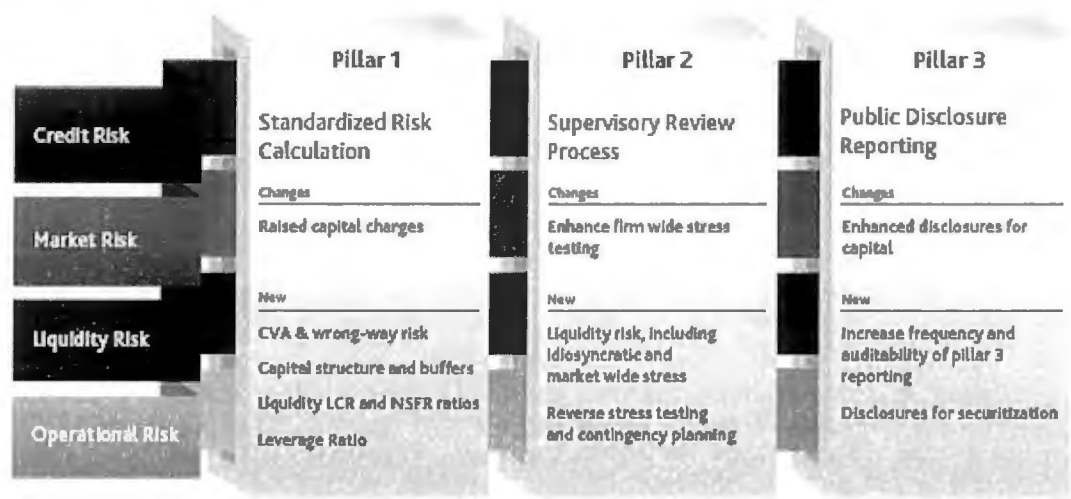 Credit Risk
Market Risk
Liquidity Risk
Operational Risk
Pillar 1
Standardized Risk
Calculation
Changes
Raised capital charges
New
CVA & wrong-way risk
Capital structure and buffers
Liquidity LCR and NSFR ratios
Leverage Ratio
Pillar 2
Supervisory Review
Process
Changes
Enhance firm wide stress
testing
New
Liquidity risk, including
idiosyncratic and
market wide stress
Reverse stress testing
and contingency planning
Pillar 3
Public Disclosure
Reporting
Changes
Enhanced disclosures for
capital
New
Increase frequency and
auditability of pillar 3
reporting
Disclosures for securitization